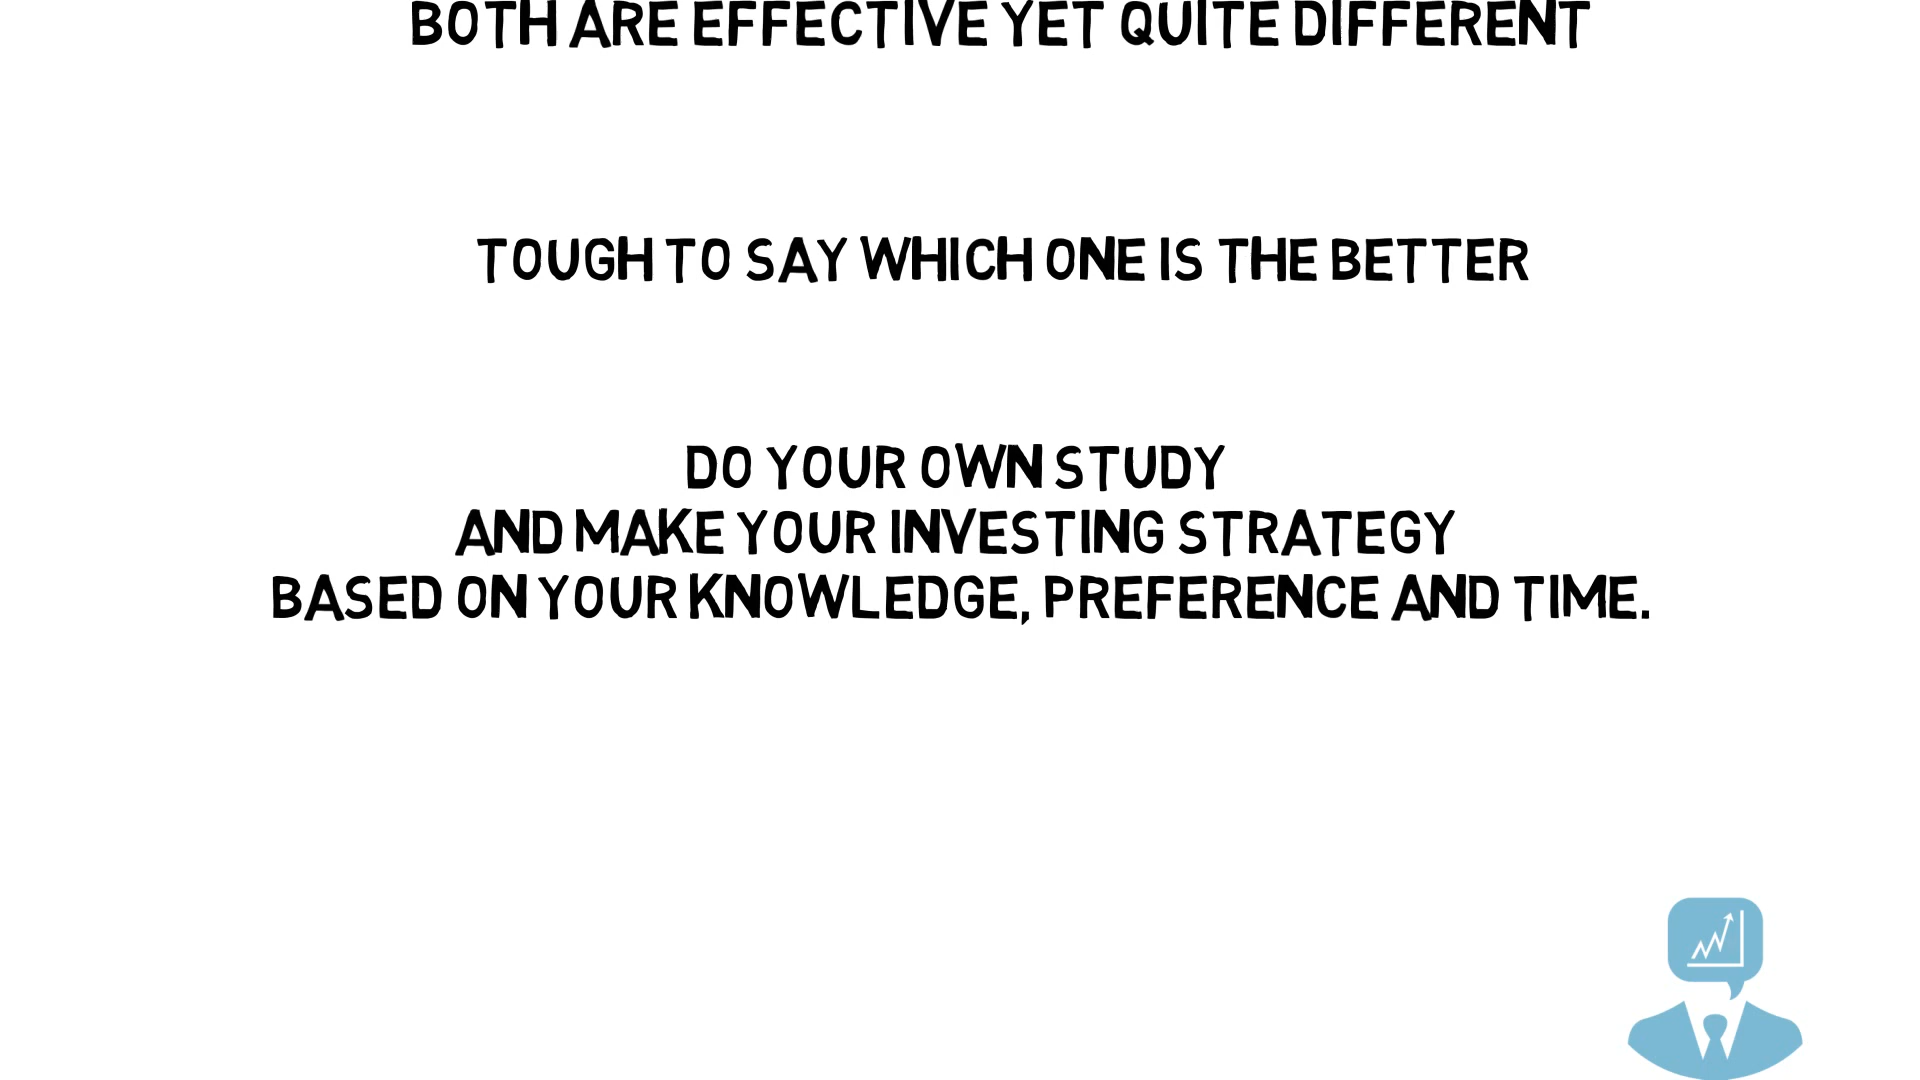 BOTH ARE EFFECTIVE YET QUITE DIFFERENT
TOUGH TO SAY WHICH ONE IS THE BETTER
DO YOUR OWN STUDY
AND MAKE YOUR INVESTING STRATEGY
BASED ON YOUR KNOWLEDGE, PREFERENCE AND TIME.